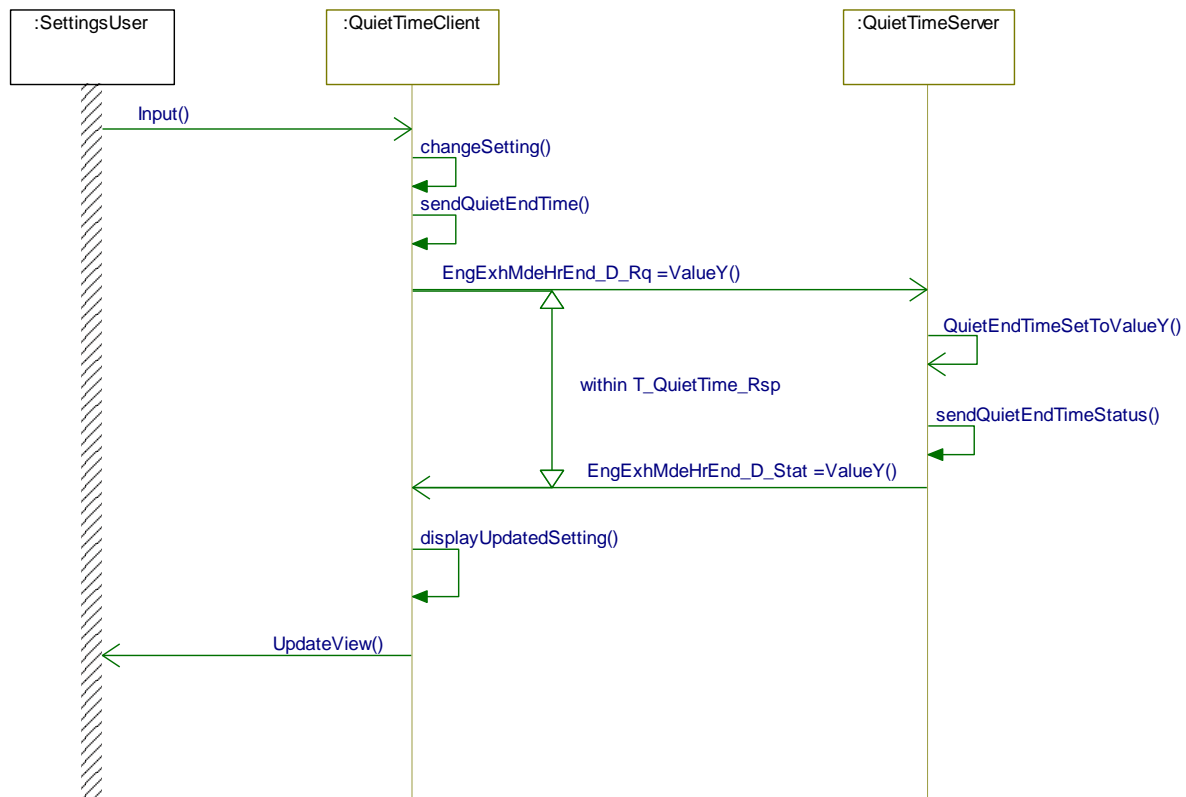 :SettingsUser
:QuietTimeClient
:QuietTimeServer
Input()
changeSetting()
sendQuietEndTime()
EngExhMdeHrEnd_D_Rq =ValueY()
QuietEndTimeSetToValueY()
within T_QuietTime_Rsp
sendQuietEndTimeStatus()
EngExhMdeHrEnd_D_Stat =ValueY()
displayUpdatedSetting()
UpdateView()